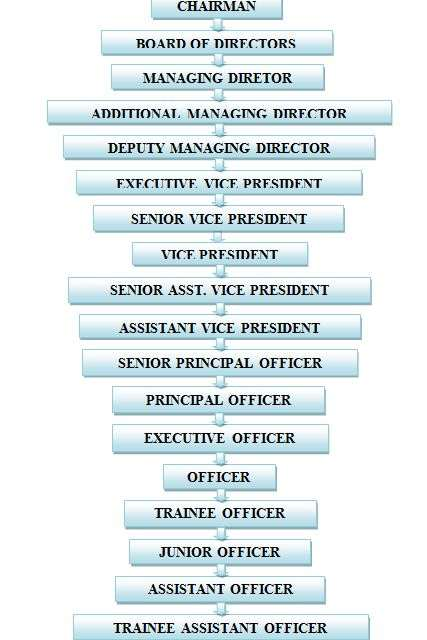 CHAIRMAN
BOARD OF DIRECTORS
MANAGING DIRETOR
ADDITIONAL MANAGING DIRECTOR
DEPUTY MANAGING DIRECTOR
EXECUTIVE VICE PRESIDENT
SENIOR VICE PRESIDENT
VICE PRESIDENT
SENIOR ASST. VICE PRESIDENT
ASSISTANT VICE PRESIDENT
SENIOR PRINCIPAL OFFICER
PRINCIPAL OFFICER
EXECUTIVE OFFICER
OFFICER
TRAINEE OFFICER
JUNIOR OFFICER
ASSISTANT OFFICER
TRAINEE ASSISTANT OFFICER